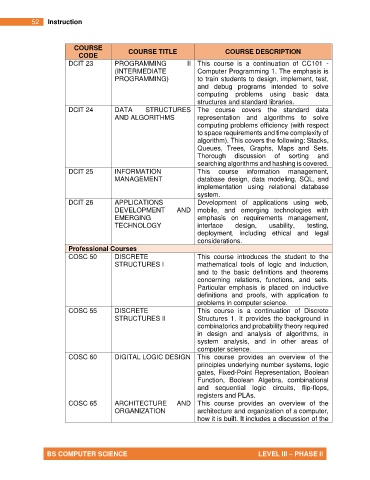 52 Instruction
COURSE CODE COURSE TITLE COURSE DESCRIPTION
DCIT 23 PROGRAMMING II This course is a continuation of CC101 -
(INTERMEDIATE Computer Programming 1. The emphasis is
PROGRAMMING) to train students to design, implement, test,
and debug programs intended to solve
computing problems using basic data
structures and standard libraries.
DCIT 24 DATA STRUCTURES The course covers the standard data
AND ALGORITHMS representation and algorithms to solve
computing problems efficiency (with respect
to space requirements and time complexity of
algorithm). This covers the following: Stacks,
Queues, Trees, Graphs, Maps and Sets.
Thorough discussion of sorting and
searching algorithms and hashing is covered.
DCIT 25 INFORMATION This course information management,
MANAGEMENT database design, data modeling, SQL, and
implementation using relational database
system.
DCIT 26 APPLICATIONS Development of applications using web,
DEVELOPMENT AND mobile, and emerging technologies with
EMERGING emphasis on requirements management,
TECHNOLOGY interface design, usability, testing,
deployment, including ethical and legal
considerations.
Professional Courses
COSC 50 DISCRETE This course introduces the student to the
STRUCTURES I mathematical tools of logic and induction,
and to the basic definitions and theorems
concerning relations, functions, and sets.
Particular emphasis is placed on inductive
definitions and proofs, with application to
problems in computer science.
COSC 55 DISCRETE This course is a continuation of Discrete
STRUCTURES II Structures 1. It provides the background in
combinatorics and probability theory required
in design and analysis of algorithms, in
system analysis, and in other areas of
computer science.
COSC 60 DIGITAL LOGIC DESIGN This course provides an overview of the
principles underlying number systems, logic
gates, Fixed-Point Representation, Boolean
Function, Boolean Algebra, combinational
and sequential logic circuits, flip-flops,
registers and PLAs.
COSC 65 ARCHITECTURE AND This course provides an overview of the
ORGANIZATION architecture and organization of a computer,
how it is built. It includes a discussion of the
BS COMPUTER SCIENCE LEVEL III – PHASE II